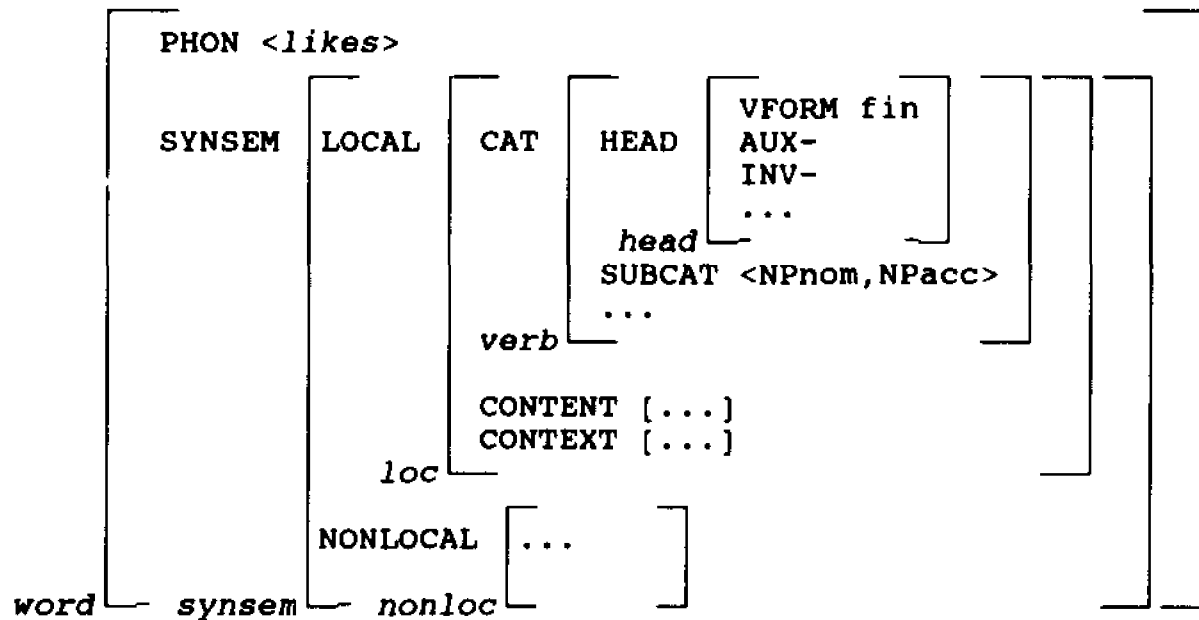 PHON <likes>
SYNSEM LOCAL CAT HEAD VFORM fin
AUX-
INV-
...
head
SUBCAT <NPnom,NPacc>
...
verb
CONTENT [...]
CONTEXT [...]
loc
NONLOCAL ...
word synsem nonloc